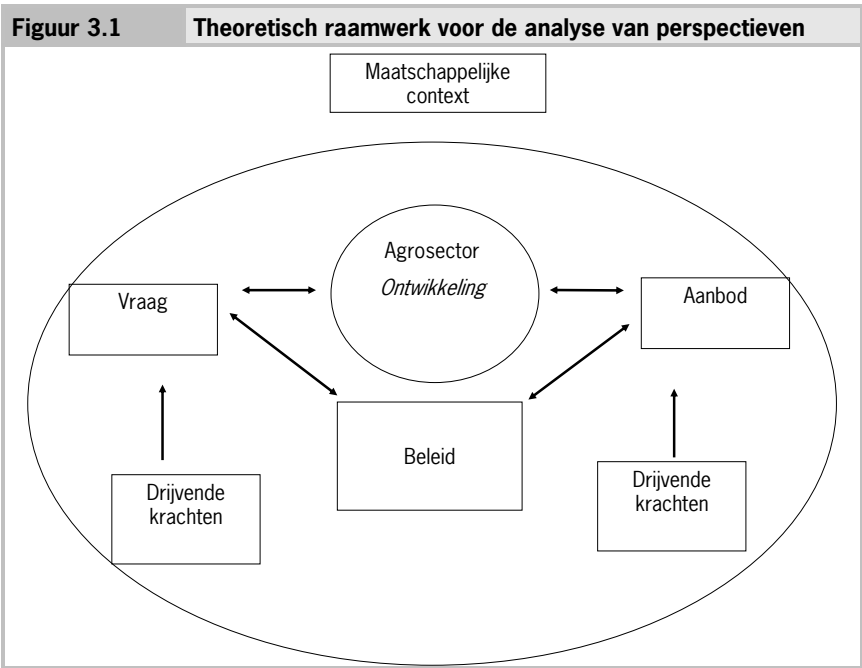 Figuur 3.1 Theoretisch raamwerk voor de analyse van perspectieven
Maatschappelijke
context
Agrosector
Ontwikkeling
Vraag
Aanbod
Beleid
Drijvende
krachten
Drijvende
krachten